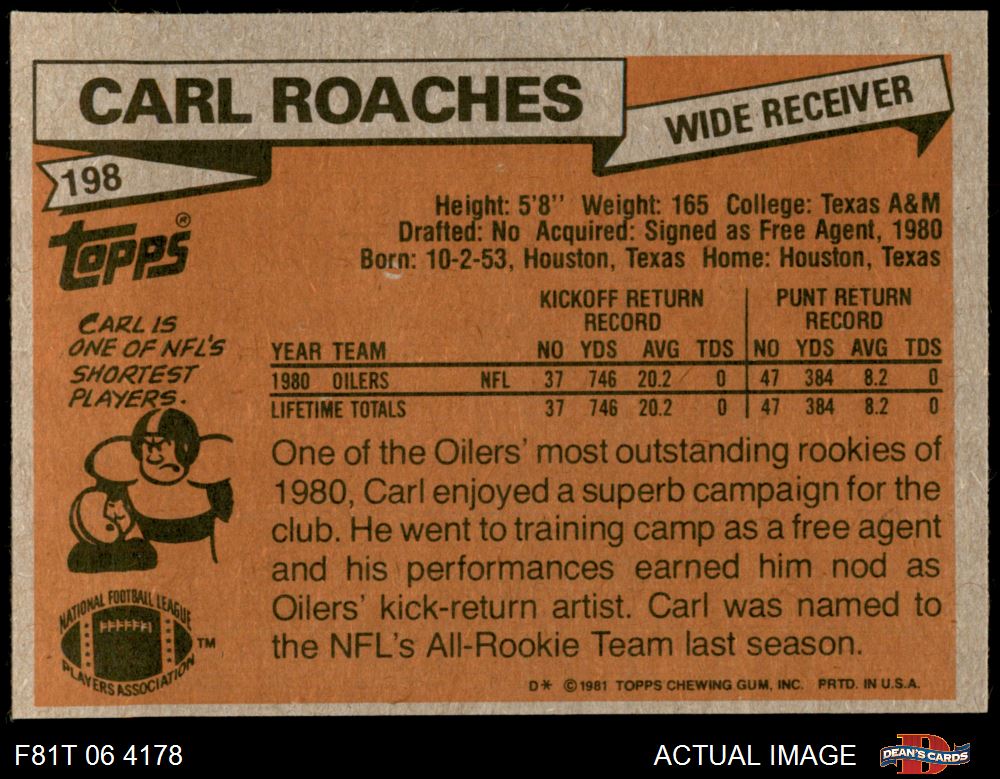 CARL ROACHES
WIDE RECEIVER
198
topps®
Height: 5'8'' Weight: 165 College: Texas A&M
Drafted: No Acquired: Signed as Free Agent, 1980
Born: 10-2-53, Houston, Texas Home: Houston, Texas
CARL IS
ONE OF NFL'S
SHORTEST
PLAYERS.
KICKOFF RETURN PUNT RETURN
RECORD RECORD
YEAR TEAM NO YDS AVG TDS NO YDS AVG TDS
1980 OILERS NFL 37 746 20.2 0 47 384 8.2 0
LIFETIME TOTALS 37 746 20.2 0 47 384 8.2 0
One of the Oilers' most outstanding rookies of
1980, Carl enjoyed a superb campaign for the
club. He went to training camp as a free agent
and his performances earned him nod as
Oilers' kick-return artist. Carl was named to
the NFL's All-Rookie Team last season.
NATIONAL FOOTBALL LEAGUE
PLAYERS ASSOCIATION
TM
D* ©1981 TOPPS CHEWING GUM, INC. PRTD. IN U.S.A.
F81T 06 4178
ACTUAL IMAGE
D
DEAN'S CARDS